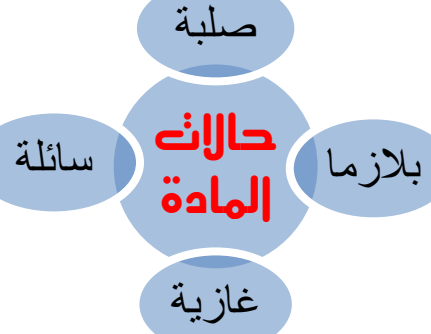 صلبة
حالات
المادة
بلازما
سائلة
غازية